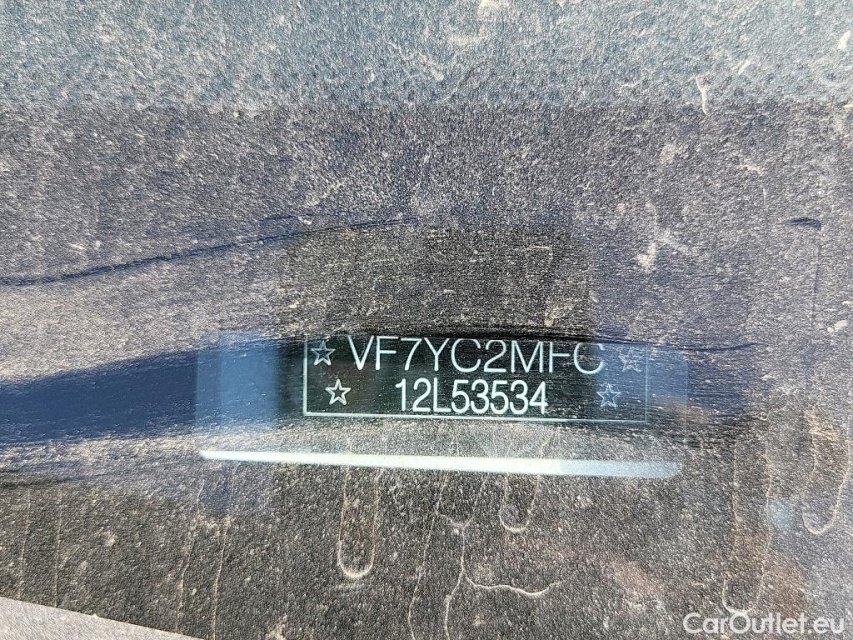 ☆ VF7YC2MFC ☆
☆ 12L53534 ☆
CarOutlet.eu